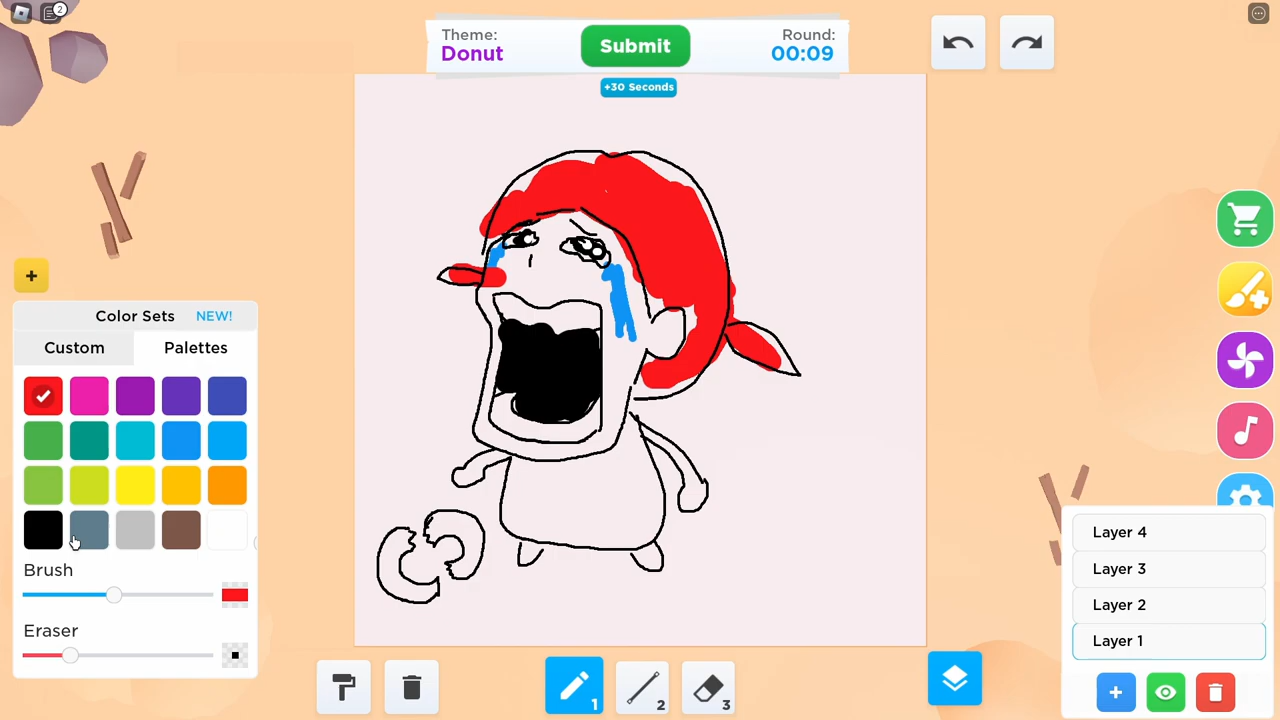 2
Theme:
Donut
Submit
Round:
00:09
+30 Seconds
+
Color Sets NEW!
Custom
Palettes
Brush
Eraser
1
2
3
Layer 4
Layer 3
Layer 2
Layer 1
+